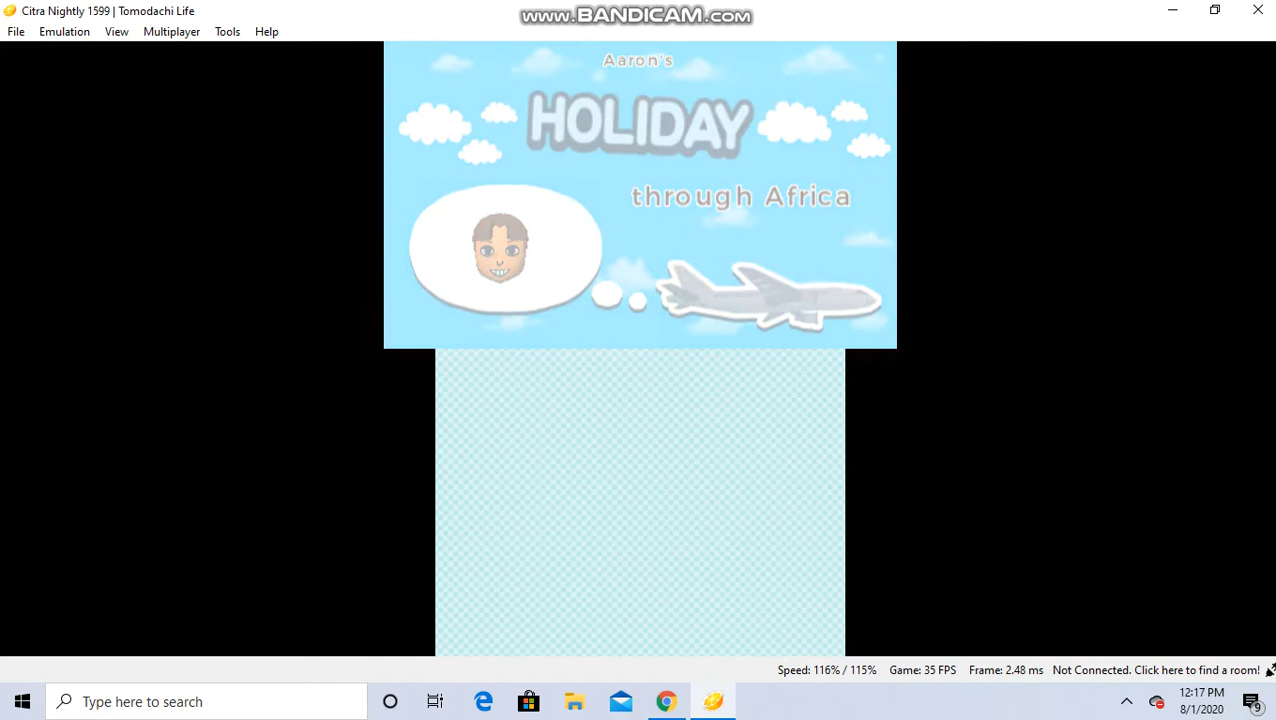 Citra Nightly 1599 | Tomodachi Life
www.BANDICAM.com
File Emulation View Multiplayer Tools Help
Aaron's
HOLIDAY
through Africa
Speed: 116% / 115% Game: 35 FPS Frame: 2.48 ms Not Connected. Click here to find a room!
Type here to search
12:17 PM
8/1/2020
9